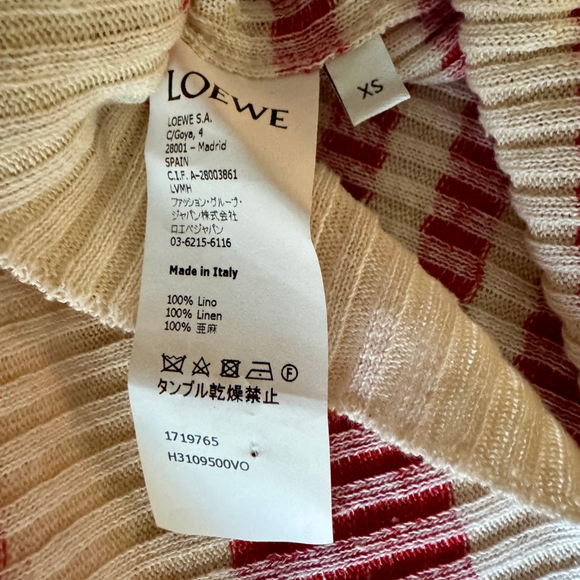 LOEWE
XS
LOEWE S.A.
C/Goya, 4
28001 - Madrid
SPAIN
C.I.F. A-28003861
LVMH
ファッション・グループ・
ジャパン株式会社
ロエベジャパン
03-6215-6116
Made in Italy
100% Lino
100% Linen
100% 亜麻
F
タンブル乾燥禁止
1719765
H3109500VO